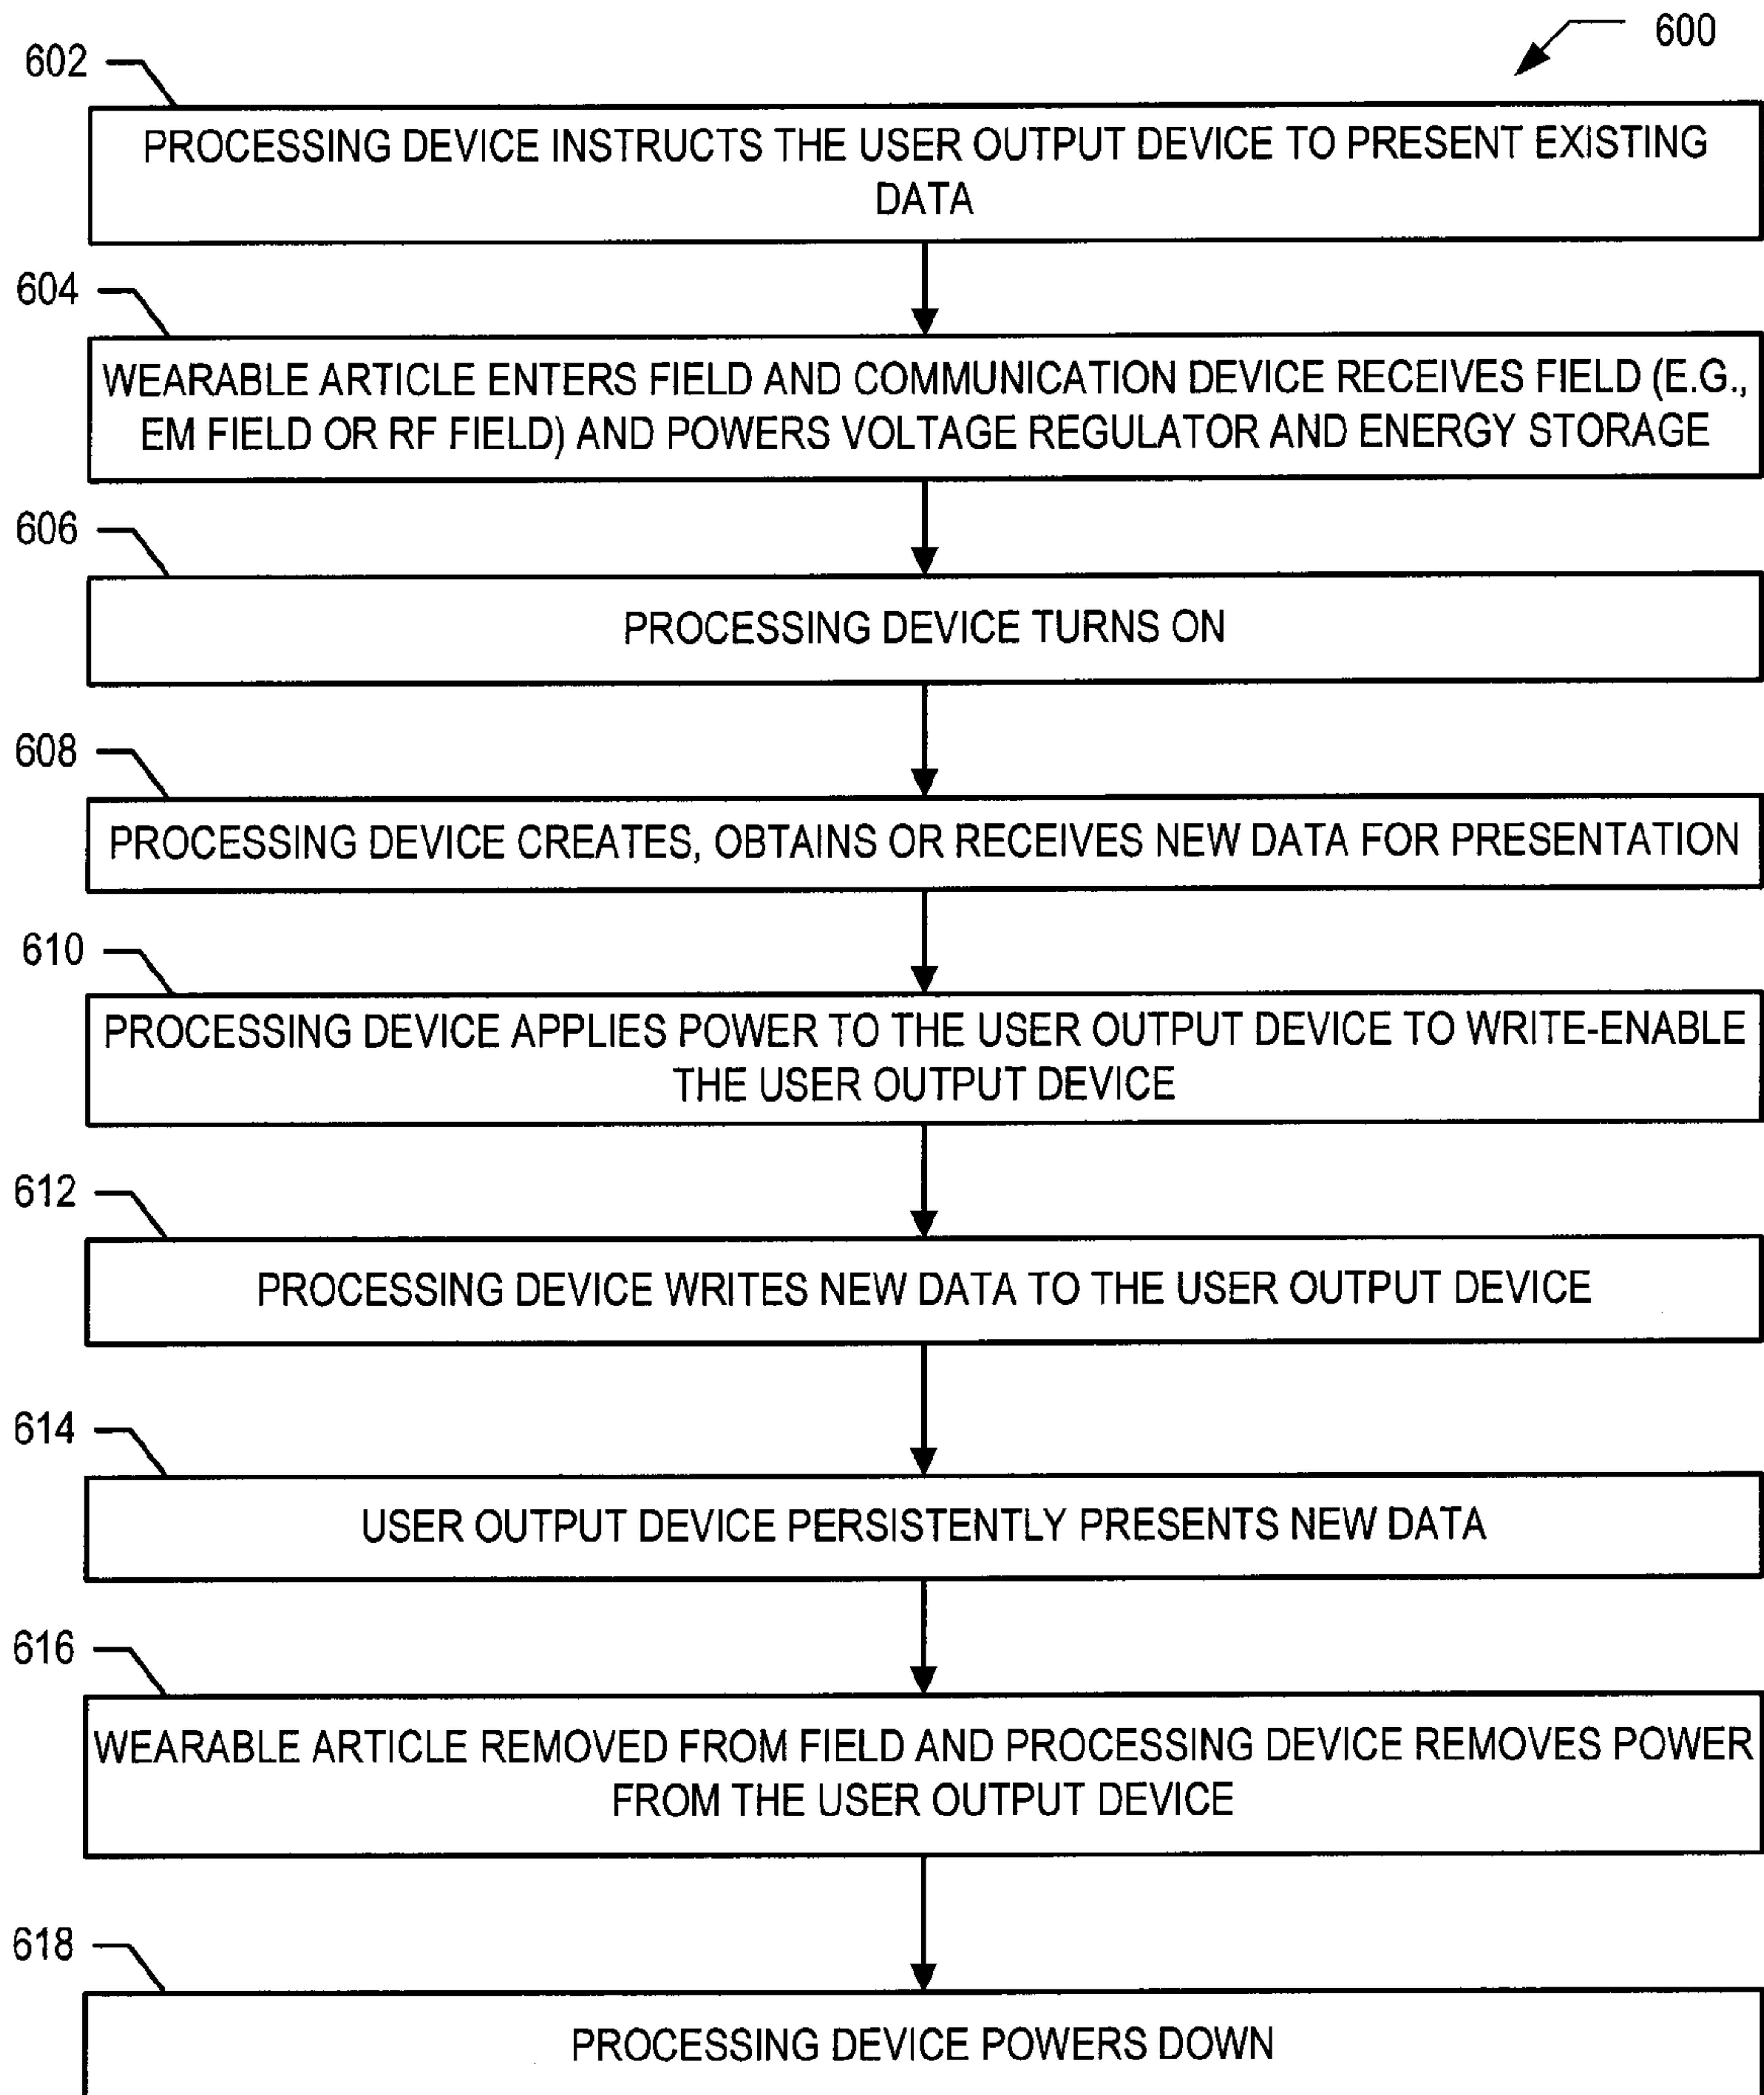 600
602
PROCESSING DEVICE INSTRUCTS THE USER OUTPUT DEVICE TO PRESENT EXISTING
DATA
604
WEARABLE ARTICLE ENTERS FIELD AND COMMUNICATION DEVICE RECEIVES FIELD (E.G.,
EM FIELD OR RF FIELD) AND POWERS VOLTAGE REGULATOR AND ENERGY STORAGE
606
PROCESSING DEVICE TURNS ON
608
PROCESSING DEVICE CREATES, OBTAINS OR RECEIVES NEW DATA FOR PRESENTATION
610
PROCESSING DEVICE APPLIES POWER TO THE USER OUTPUT DEVICE TO WRITE-ENABLE
THE USER OUTPUT DEVICE
612
PROCESSING DEVICE WRITES NEW DATA TO THE USER OUTPUT DEVICE
614
USER OUTPUT DEVICE PERSISTENTLY PRESENTS NEW DATA
616
WEARABLE ARTICLE REMOVED FROM FIELD AND PROCESSING DEVICE REMOVES POWER
FROM THE USER OUTPUT DEVICE
618
PROCESSING DEVICE POWERS DOWN